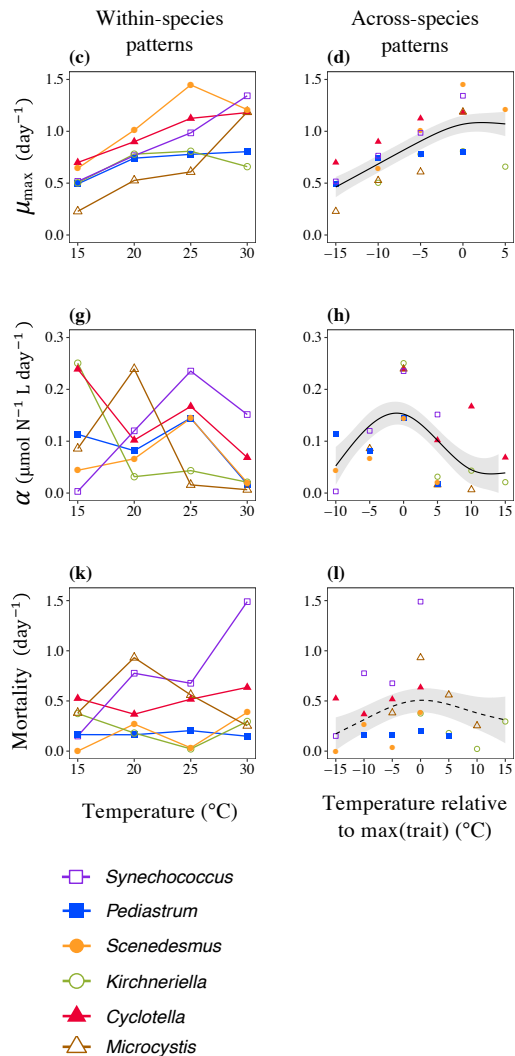 Within-species
patterns
Across-species
patterns
(c)
(d)
μmax (day−1)
1.5
1.0
0.5
0.0
15 20 25 30
−15 −10 −5 0 5
(g)
(h)
α (μmol N−1 L day−1)
0.3
0.2
0.1
0.0
15 20 25 30
−10 −5 0 5 10 15
(k)
(l)
Mortality (day−1)
1.5
1.0
0.5
0.0
15 20 25 30
−15 −10 −5 0 5 10 15
Temperature (°C)
Temperature relative
to max(trait) (°C)
Synechococcus
Pediastrum
Scenedesmus
Kirchneriella
Cyclotella
Microcystis